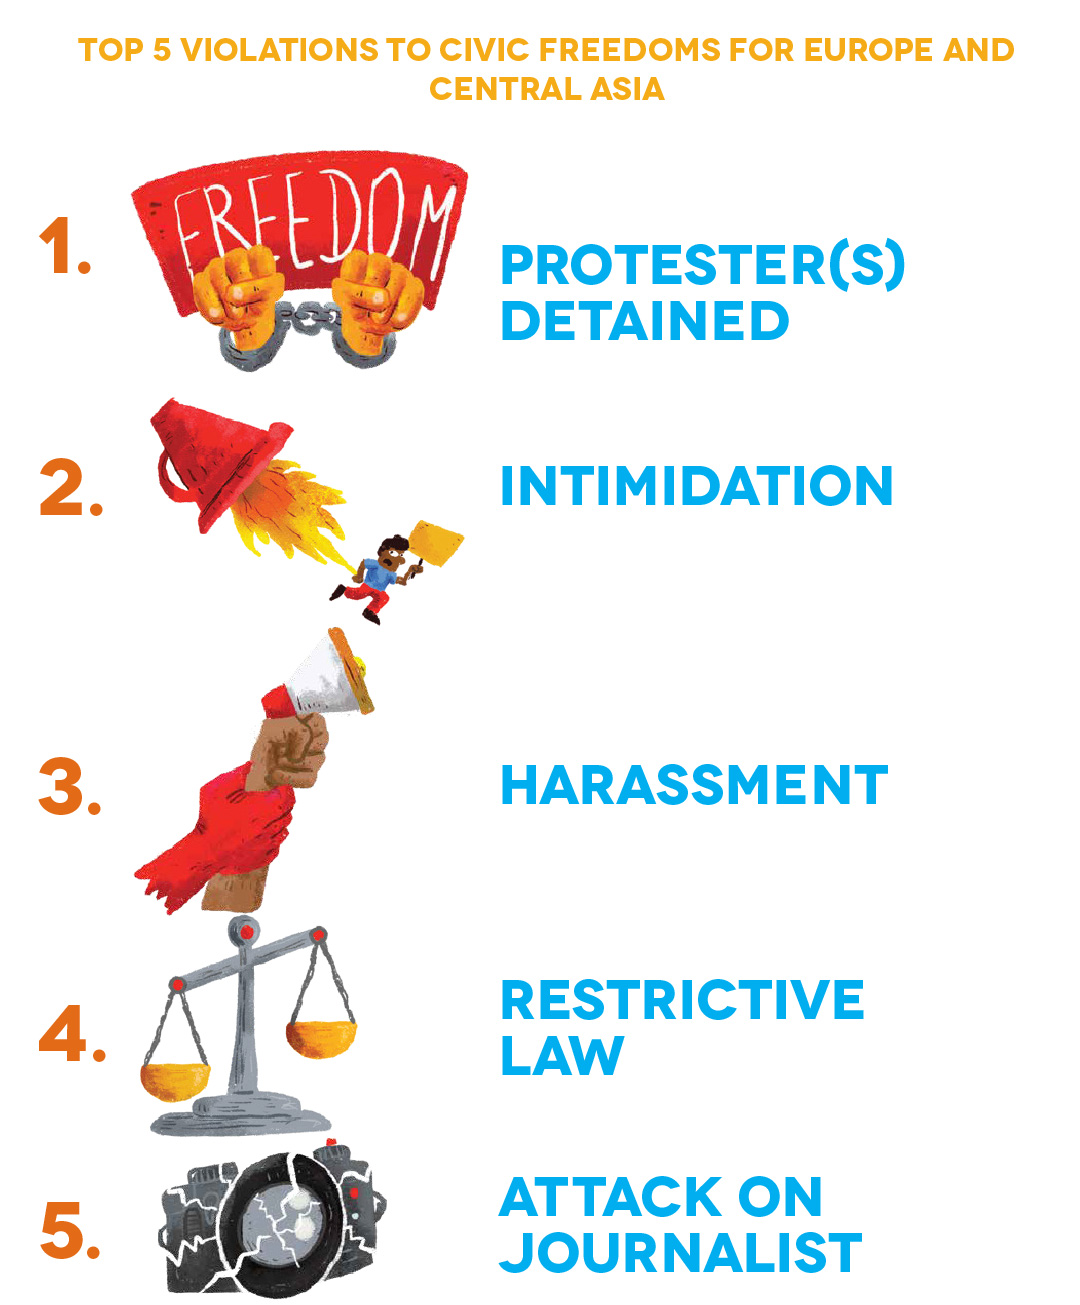 TOP 5 VIOLATIONS TO CIVIC FREEDOMS FOR EUROPE AND
CENTRAL ASIA
1.
FREEDOM
PROTESTER(S)
DETAINED
2.
INTIMIDATION
3.
HARASSMENT
4.
RESTRICTIVE
LAW
5.
ATTACK ON
JOURNALIST